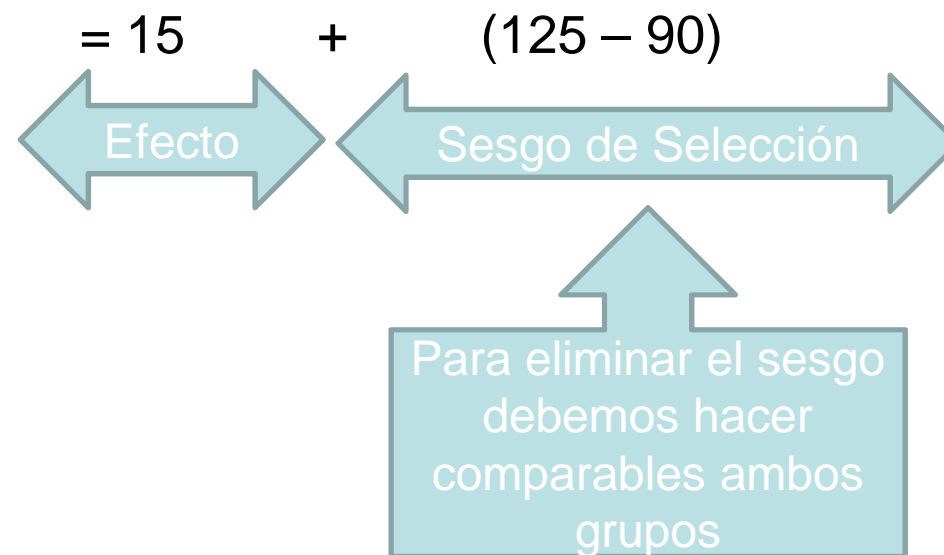 = 15 + (125 – 90)
Efecto Sesgo de Selección
Para eliminar el sesgo
debemos hacer
comparables ambos
grupos